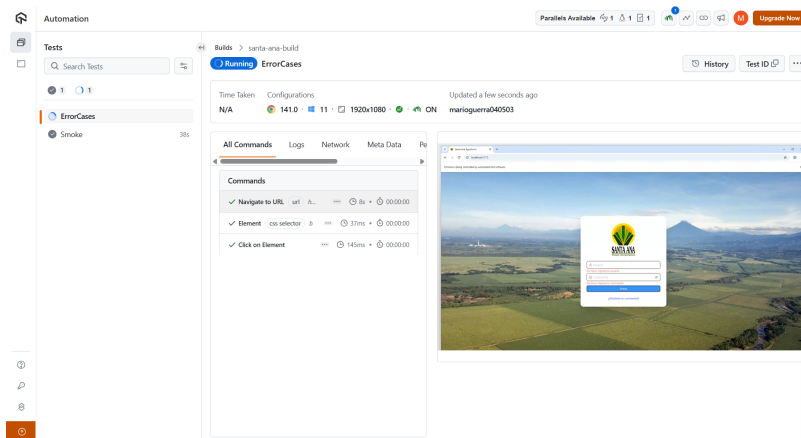 Automation
Parallels Available 1 1 1
1
M
Upgrade Now
Tests
Search Tests
1 1
ErrorCases
Smoke 38s
Builds > santa-ana-build
Running ErrorCases
History
Test ID
Time Taken Configurations Updated a few seconds ago
N/A 141.0 · 11 · 1920x1080 · · ON marioguerra040503
All Commands Logs Network Meta Data Pe
Commands
Navigate to URL url h... 8s • 00:00:00
Element css selector b 37ms • 00:00:00
Click on Element 145ms • 00:00:00
SANTA ANA